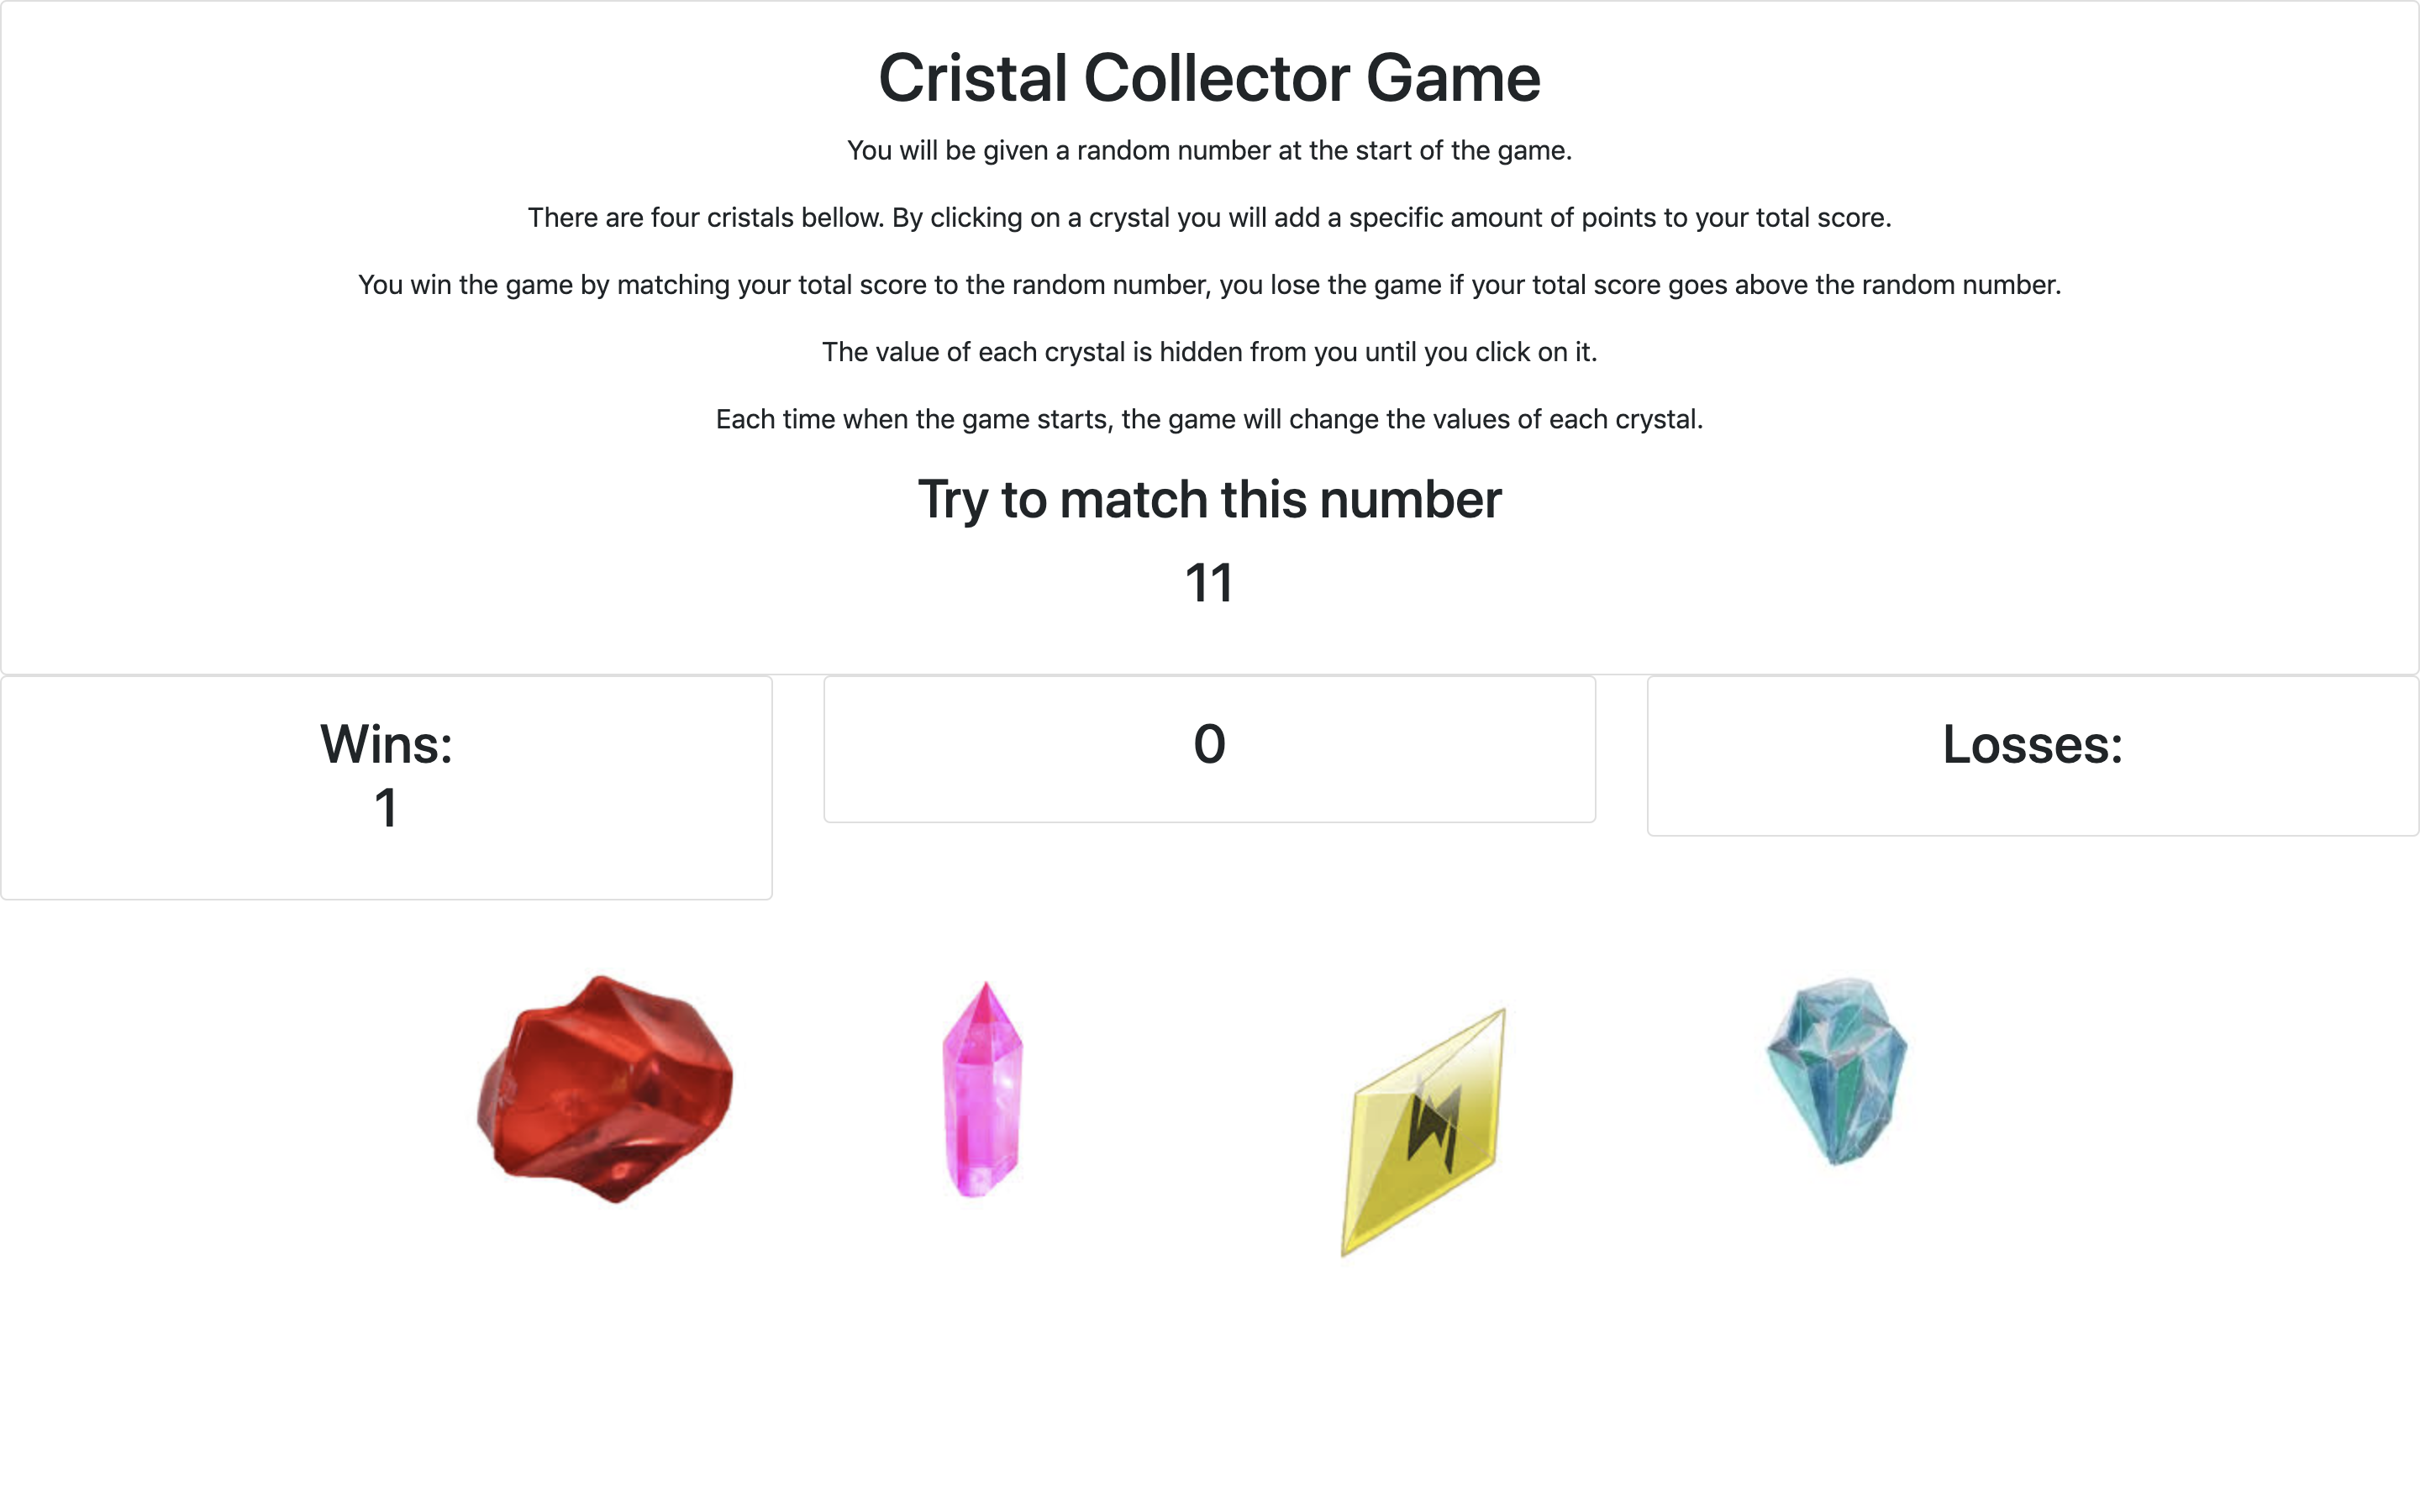 Cristal Collector Game
You will be given a random number at the start of the game.
There are four cristals bellow. By clicking on a crystal you will add a specific amount of points to your total score.
You win the game by matching your total score to the random number, you lose the game if your total score goes above the random number.
The value of each crystal is hidden from you until you click on it.
Each time when the game starts, the game will change the values of each crystal.
Try to match this number
11
Wins:
1
0
Losses: